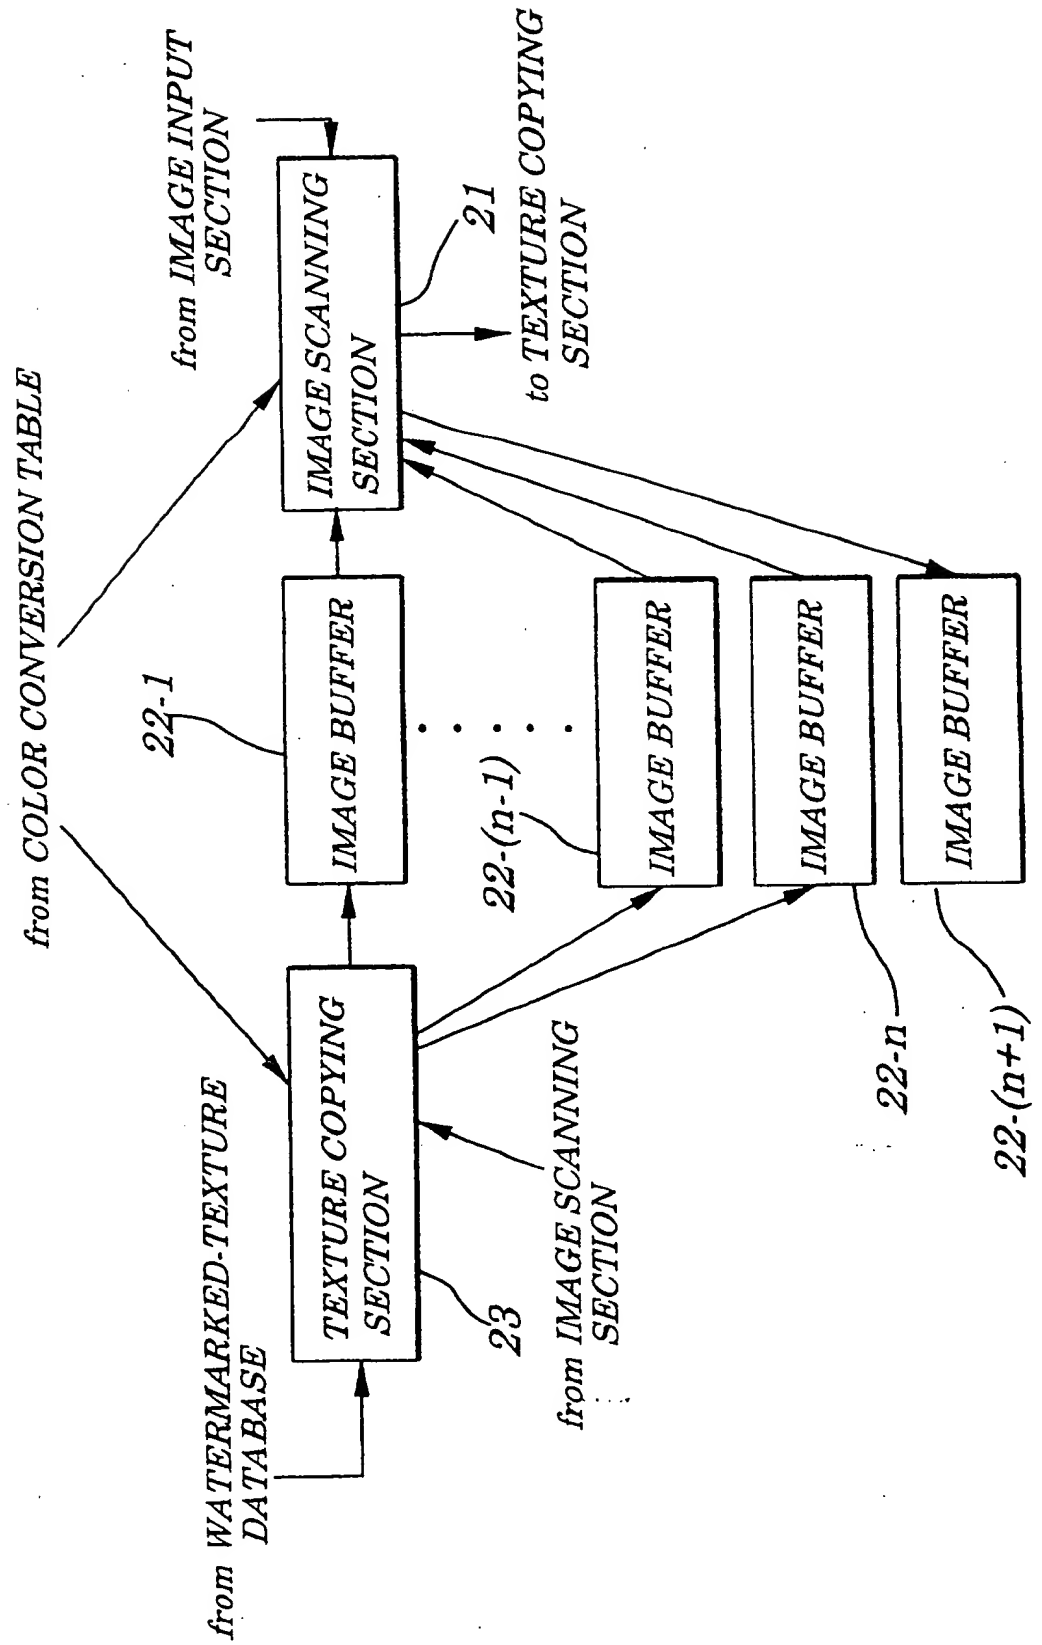 from COLOR CONVERSION TABLE
from WATERMARKED-TEXTURE
DATABASE
22-1
from IMAGE INPUT
SECTION
TEXTURE COPYING
SECTION
IMAGE BUFFER
IMAGE SCANNING
SECTION
23
21
22-(n-1)
from IMAGE SCANNING
SECTION
to TEXTURE COPYING
SECTION
IMAGE BUFFER
IMAGE BUFFER
22-n
IMAGE BUFFER
22-(n+1)